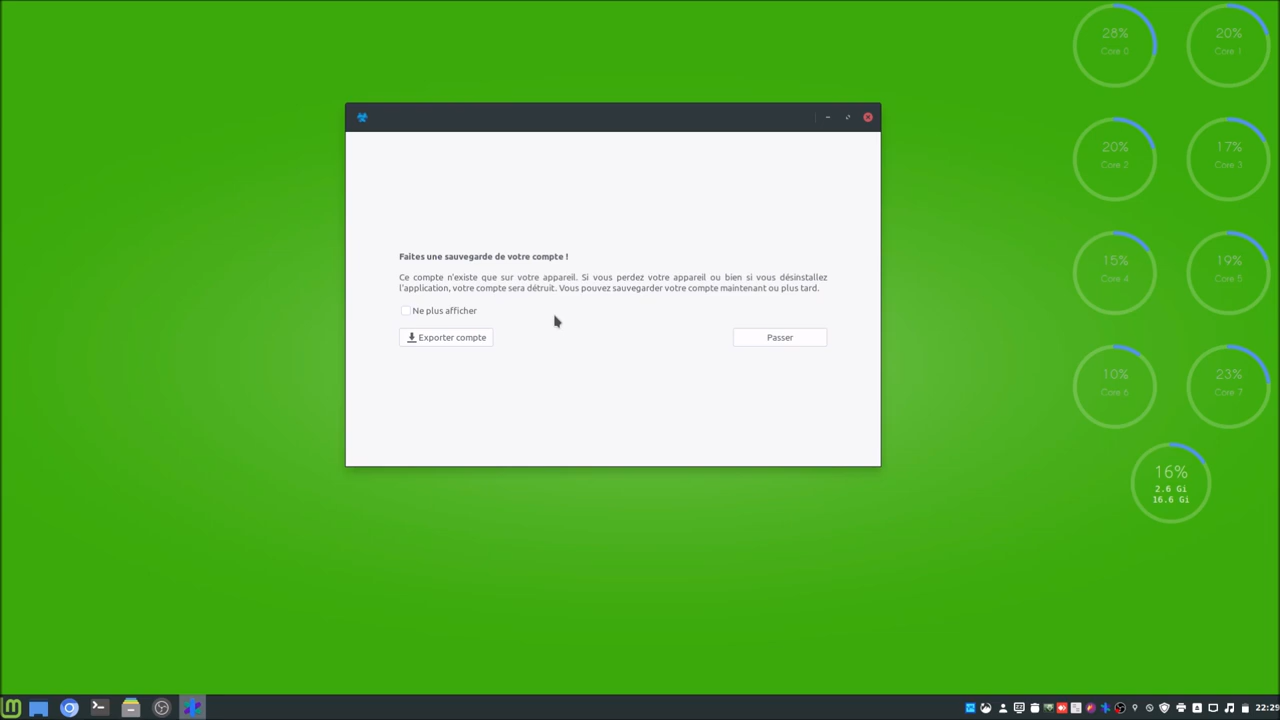 28%
Core 0
20%
Core 1
20%
Core 2
17%
Core 3
Faites une sauvegarde de votre compte !
Ce compte n'existe que sur votre appareil. Si vous perdez votre appareil ou bien si vous désinstallez
l'application, votre compte sera détruit. Vous pouvez sauvegarder votre compte maintenant ou plus tard.
Ne plus afficher
Exporter compte
Passer
15%
Core 4
19%
Core 5
10%
Core 6
23%
Core 7
16%
2.6 Gi
16.6 Gi
22:29